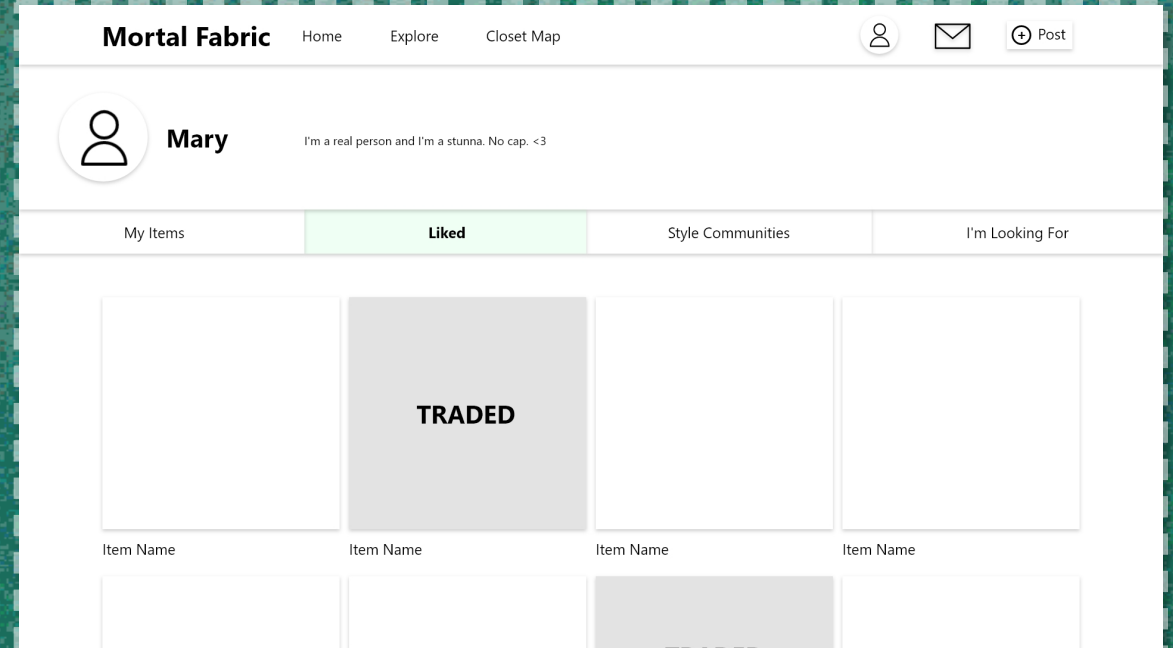 Mortal Fabric Home Explore Closet Map Post
Mary I'm a real person and I'm a stunna. No cap. <3
My Items Liked Style Communities I'm Looking For
TRADED
Item Name Item Name Item Name Item Name